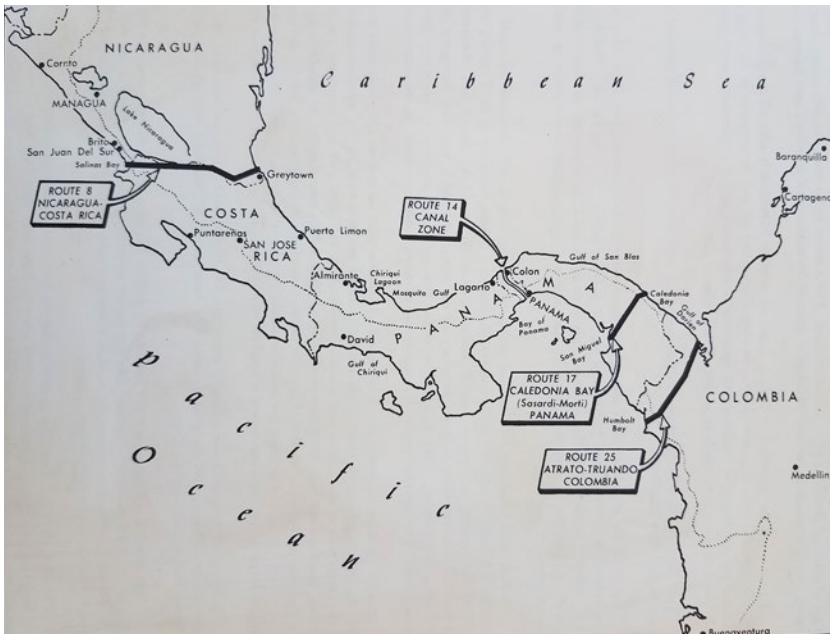 NICARAGUA
Caribbean Sea
Corinto
MANAGUA
Lake Nicaragua
Brito
San Juan Del Sur
Salinas Bay
Greytown
ROUTE 8
NICARAGUA-
COSTA RICA
COSTA
RICA
Puntarenas
SAN JOSE
Puerto Limon
Almirante
Chiriqui
Lagoon
Mosquito Gulf
Lagarto
ROUTE 14
CANAL
ZONE
Colon
Gulf of San Blas
PANAMA
PANAMA
Bay of
Panama
David
Gulf of
Chiriqui
San Miguel
Bay
Caledonia
Bay
Gulf of
Darien
Baranquilla
Cartagena
ROUTE 17
CALEDONIA BAY
(Sasardi-Morti)
PANAMA
Humbolt
Bay
ROUTE 25
ATRATO-TRUANDO
COLOMBIA
COLOMBIA
Medellin
Buenaventura
Pacific
Ocean